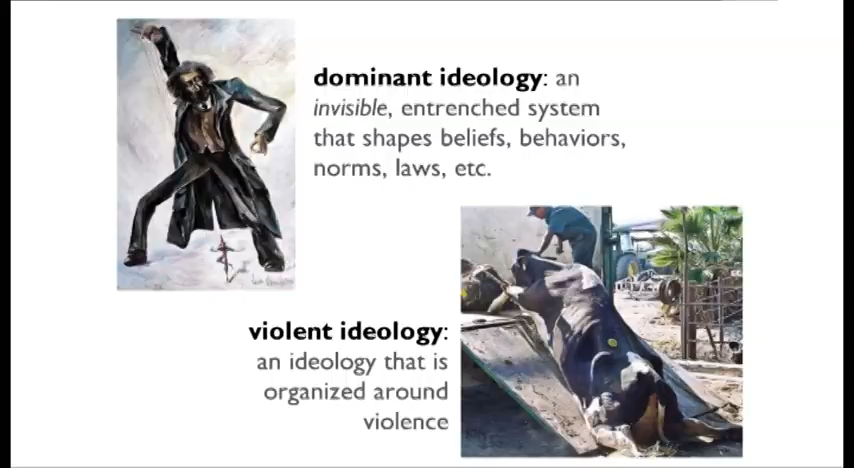 dominant ideology: an
invisible, entrenched system
that shapes beliefs, behaviors,
norms, laws, etc.
violent ideology:
an ideology that is
organized around
violence